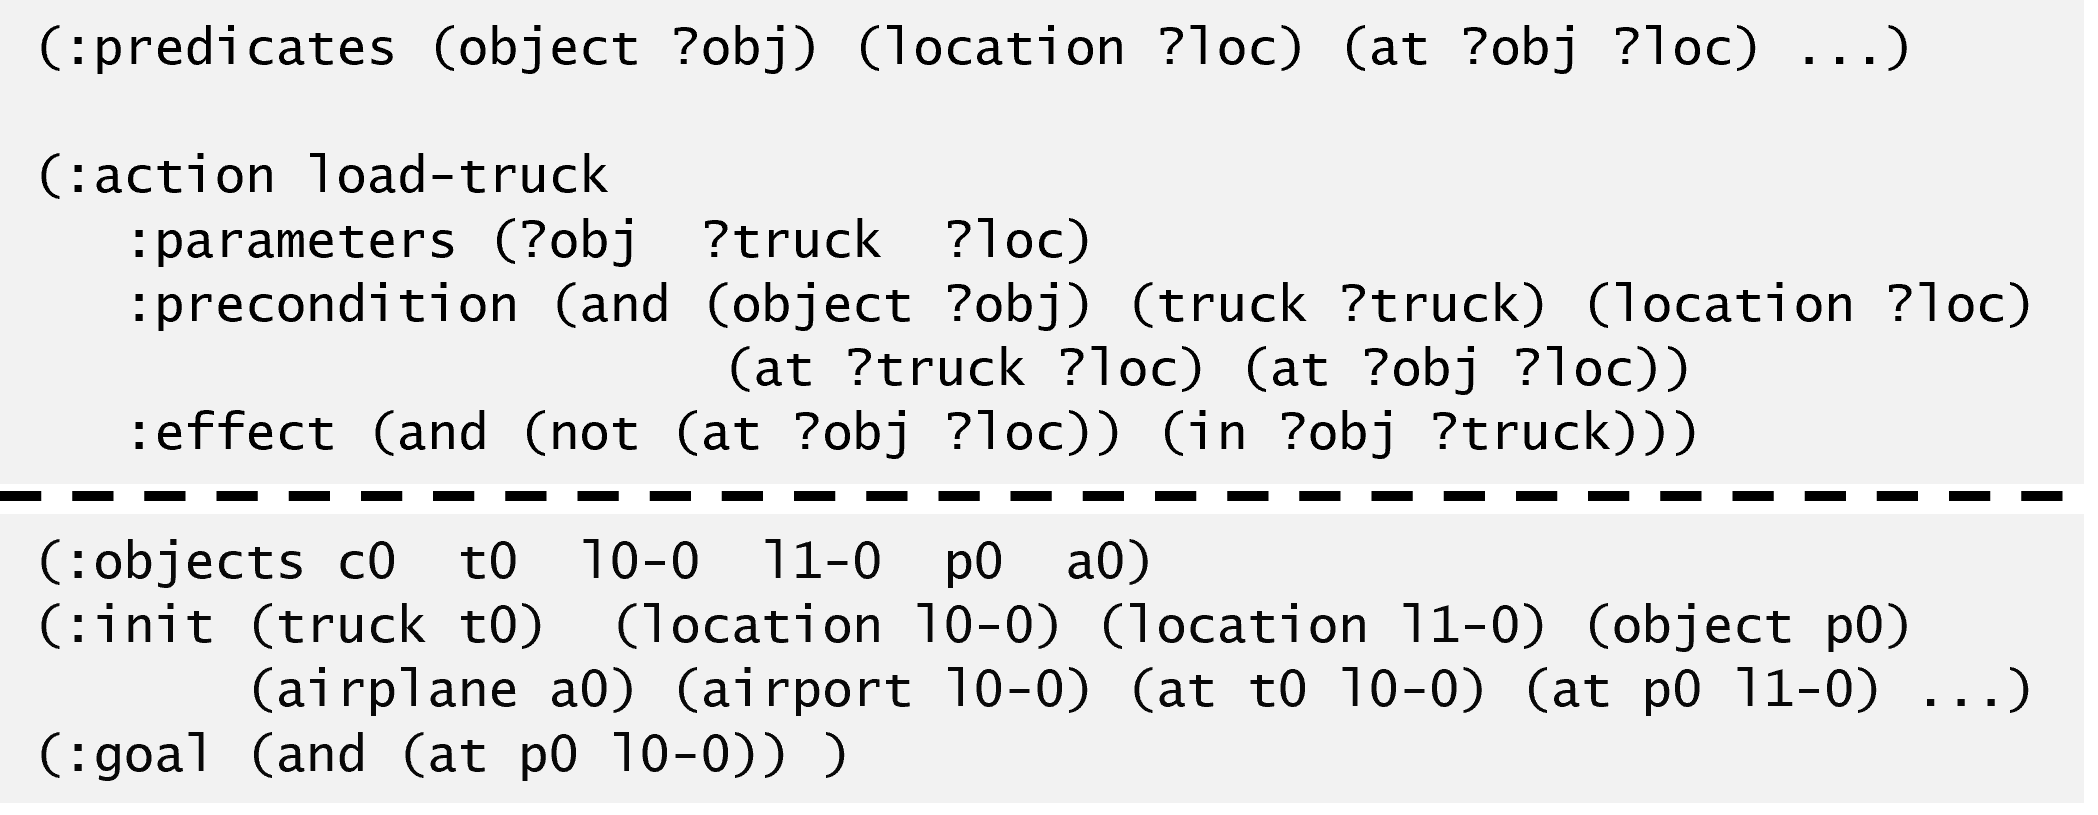 (:predicates (object ?obj) (location ?loc) (at ?obj ?loc) ...)
(:action load-truck
:parameters (?obj ?truck ?loc)
:precondition (and (object ?obj) (truck ?truck) (location ?loc)
(at ?truck ?loc) (at ?obj ?loc))
:effect (and (not (at ?obj ?loc)) (in ?obj ?truck)))
(:objects c0 t0 l0-0 l1-0 p0 a0)
(:init (truck t0) (location l0-0) (location l1-0) (object p0)
(airplane a0) (airport l0-0) (at t0 l0-0) (at p0 l1-0) ...)
(:goal (and (at p0 l0-0)) )